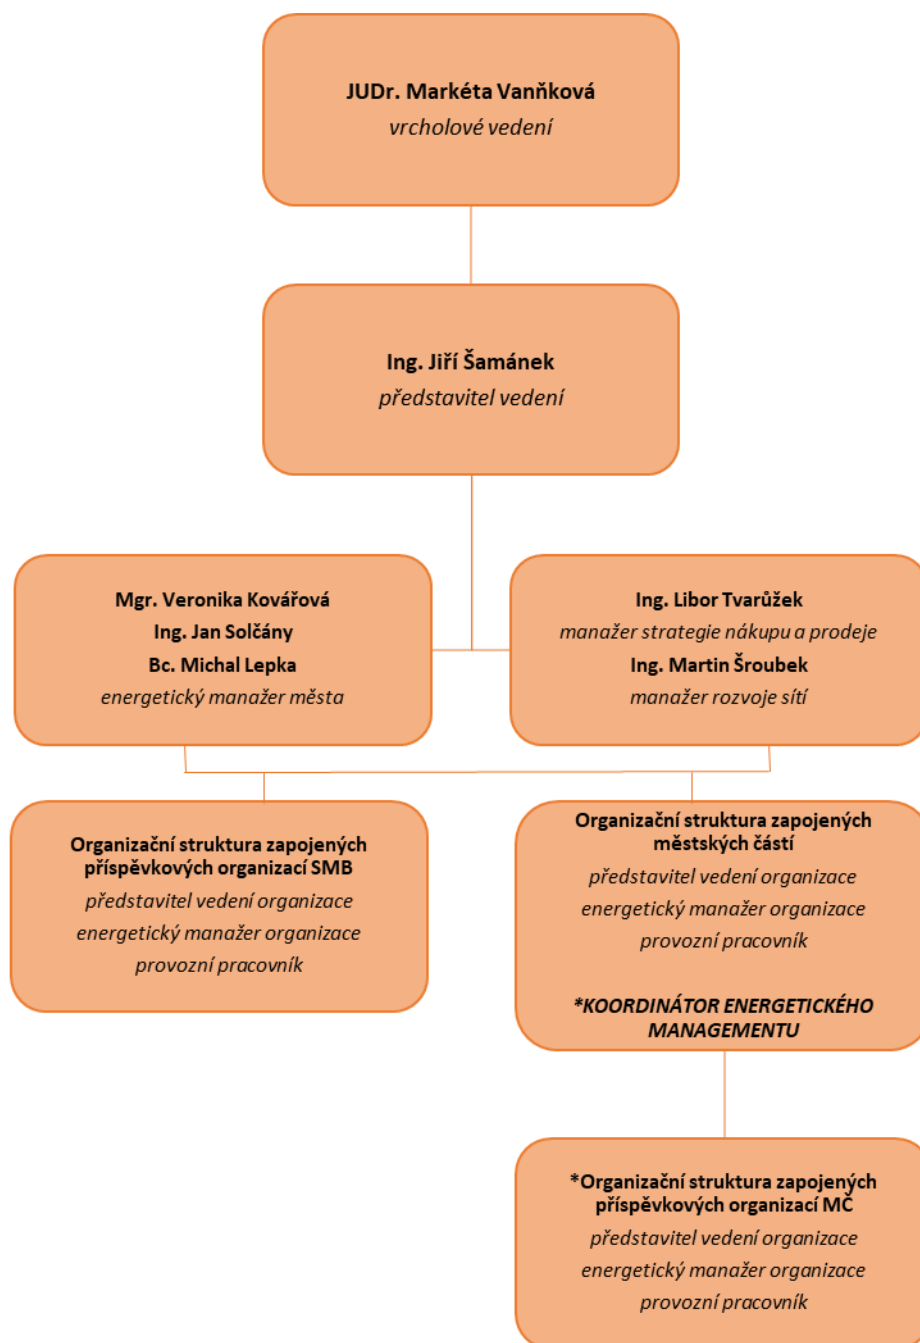 JUDr. Markéta Vanňková
vrcholové vedení
Ing. Jiří Šamánek
představitel vedení
Mgr. Veronika Kovářová
Ing. Jan Solčány
Bc. Michal Lepka
energetický manažer města
Ing. Libor Tvarůžek
manažer strategie nákupu a prodeje
Ing. Martin Šroubek
manažer rozvoje sítí
Organizační struktura zapojených
příspěvkových organizací SMB
představitel vedení organizace
energetický manažer organizace
provozní pracovník
Organizační struktura zapojených
městských částí
představitel vedení organizace
energetický manažer organizace
provozní pracovník
*KOORDINÁTOR ENERGETICKÉHO
MANAGEMENTU
*Organizační struktura zapojených
příspěvkových organizací MČ
představitel vedení organizace
energetický manažer organizace
provozní pracovník